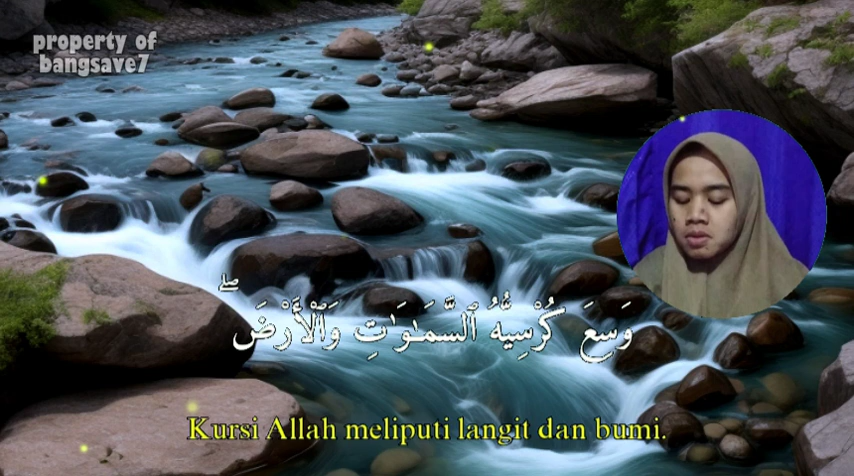 property of
bangsave7
وَسِعَ كُرْسِيُّهُ ٱلسَّمَـٰوَٰتِ وَٱلْأَرْضَ ۖ
Kursi Allah meliputi langit dan bumi.